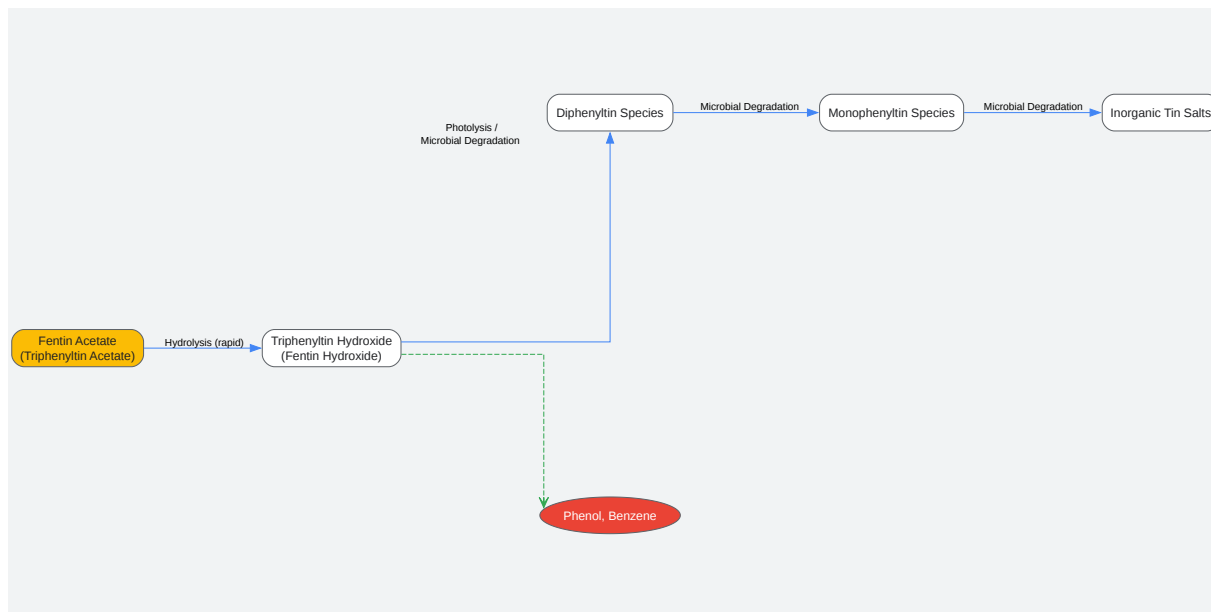 Diphenyltin Species
Microbial Degradation
Monophenyltin Species
Microbial Degradation
Inorganic Tin Salts
Photolysis /
Microbial Degradation
Fentin Acetate
(Triphenyltin Acetate)
Hydrolysis (rapid)
Triphenyltin Hydroxide
(Fentin Hydroxide)
Phenol, Benzene